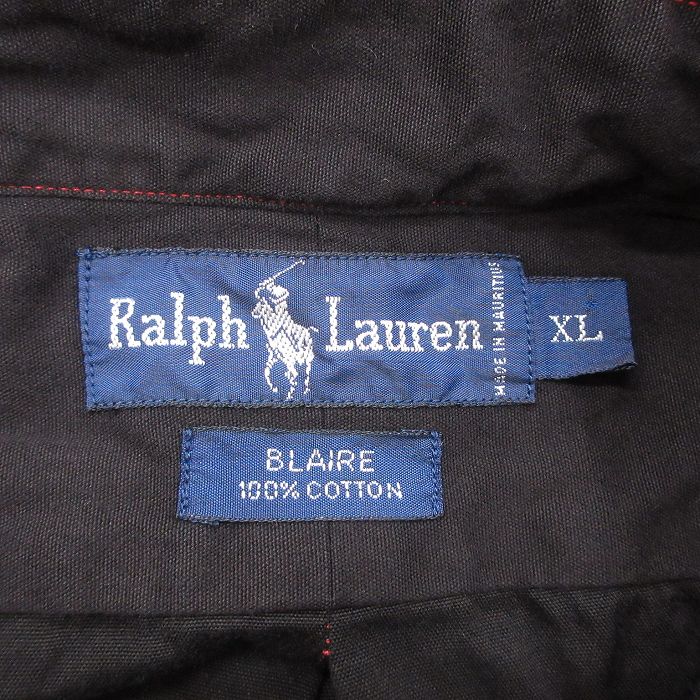 Ralph Lauren
MADE IN MAURITIUS
XL
BLAIRE
100% COTTON